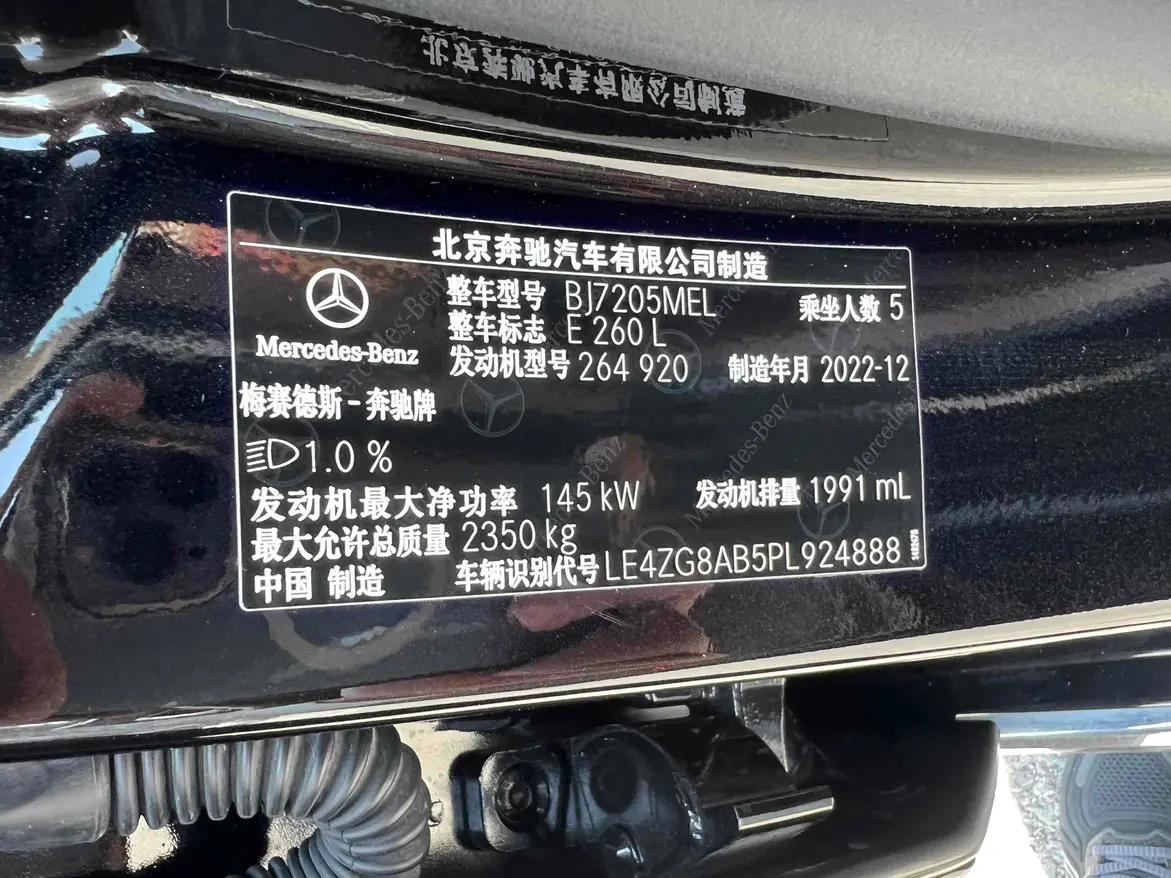 北京奔驰汽车有限公司制造
整车型号 BJ7205MEL 乘坐人数 5
整车标志 E 260 L
发动机型号 264 920 制造年月 2022-12
Mercedes-Benz
梅赛德斯-奔驰牌
1.0 %
发动机最大净功率 145 kW 发动机排量 1991 mL
最大允许总质量 2350 kg
中国 制造 车辆识别代号 LE4ZG8AB5PL924888